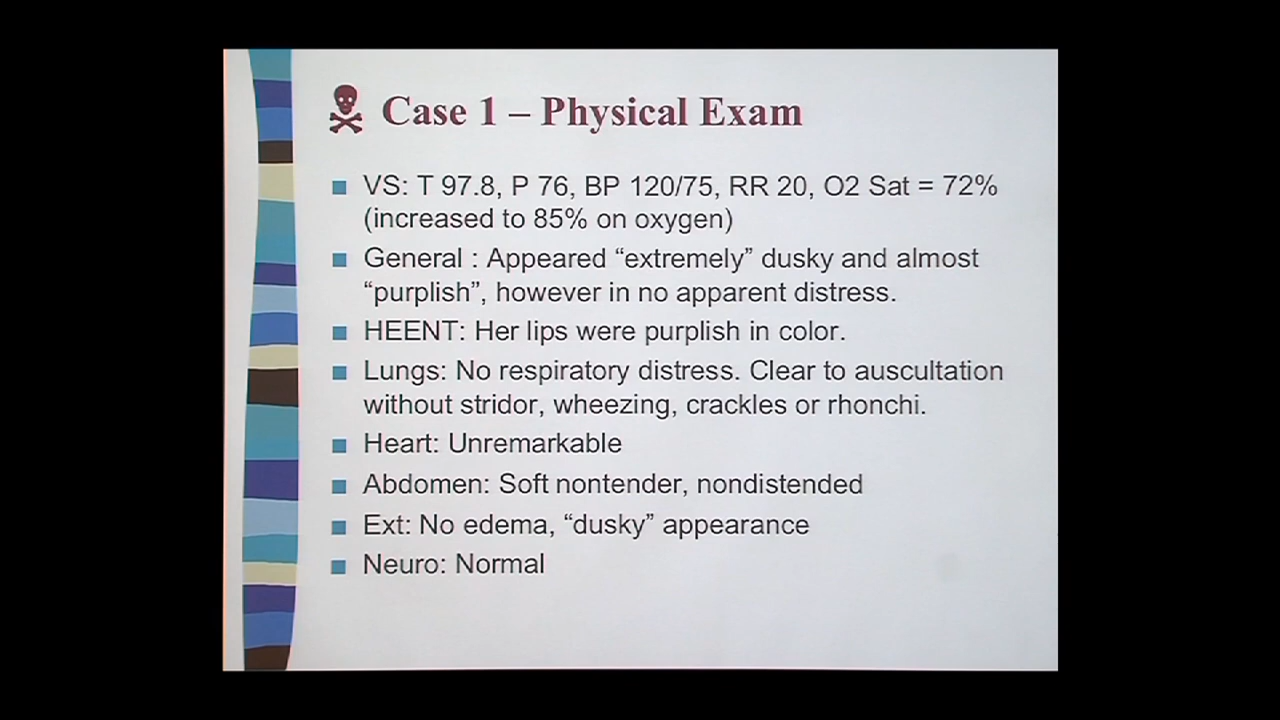 Case 1 – Physical Exam
VS: T 97.8, P 76, BP 120/75, RR 20, O2 Sat = 72%
(increased to 85% on oxygen)
General : Appeared “extremely” dusky and almost
“purplish”, however in no apparent distress.
HEENT: Her lips were purplish in color.
Lungs: No respiratory distress. Clear to auscultation
without stridor, wheezing, crackles or rhonchi.
Heart: Unremarkable
Abdomen: Soft nontender, nondistended
Ext: No edema, “dusky” appearance
Neuro: Normal